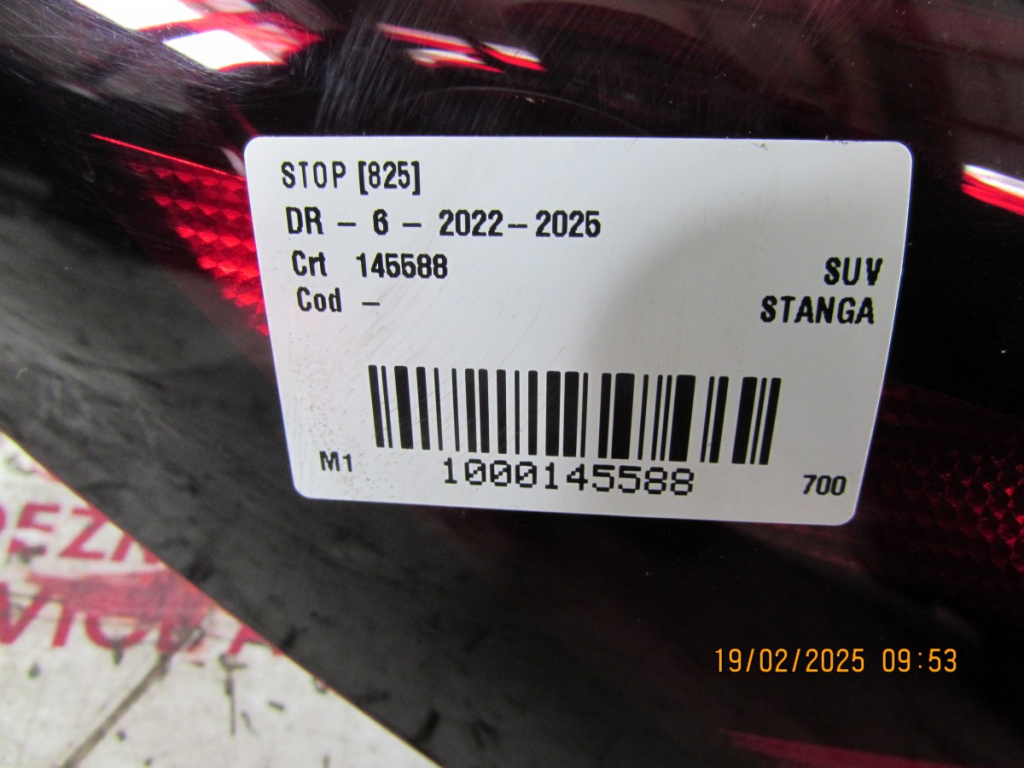 STOP [825]
DR - 6 - 2022-2025
Crt 145588
Cod -
SUV
STANGA
M1
1000145588
700
19/02/2025 09:53